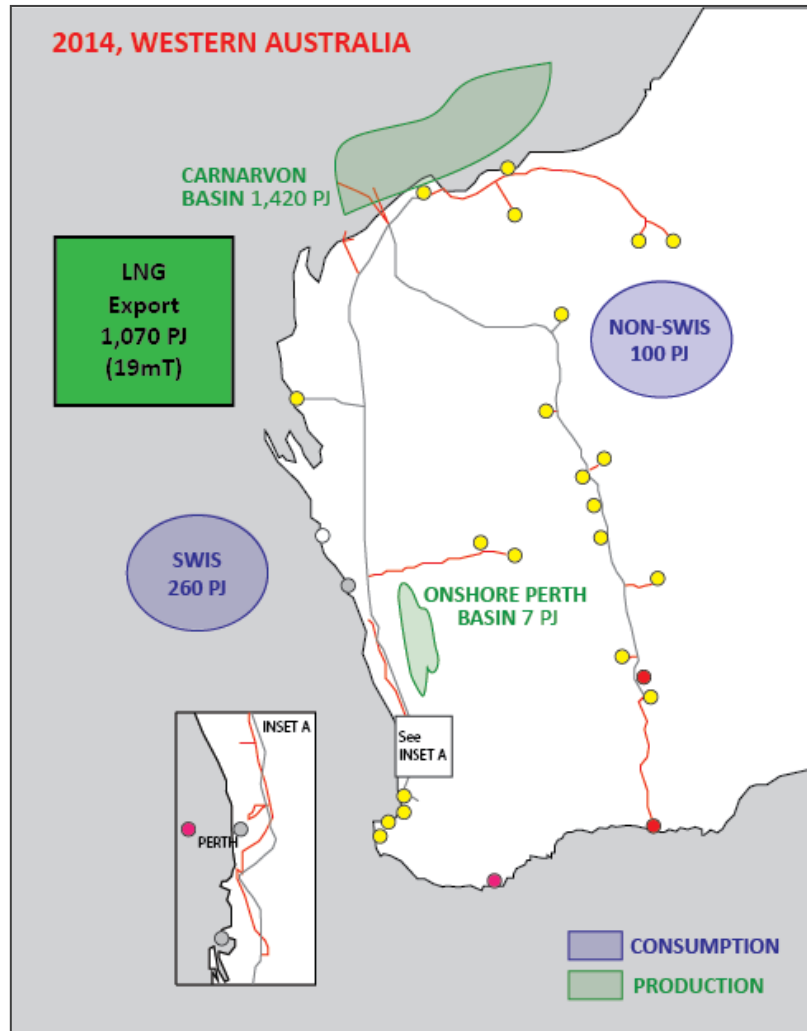 2014, WESTERN AUSTRALIA
CARNARVON
BASIN 1,420 PJ
LNG
Export
1,070 PJ
(19mT)
NON-SWIS
100 PJ
SWIS
260 PJ
ONSHORE PERTH
BASIN 7 PJ
INSET A
See
INSET A
PERTH
CONSUMPTION
PRODUCTION